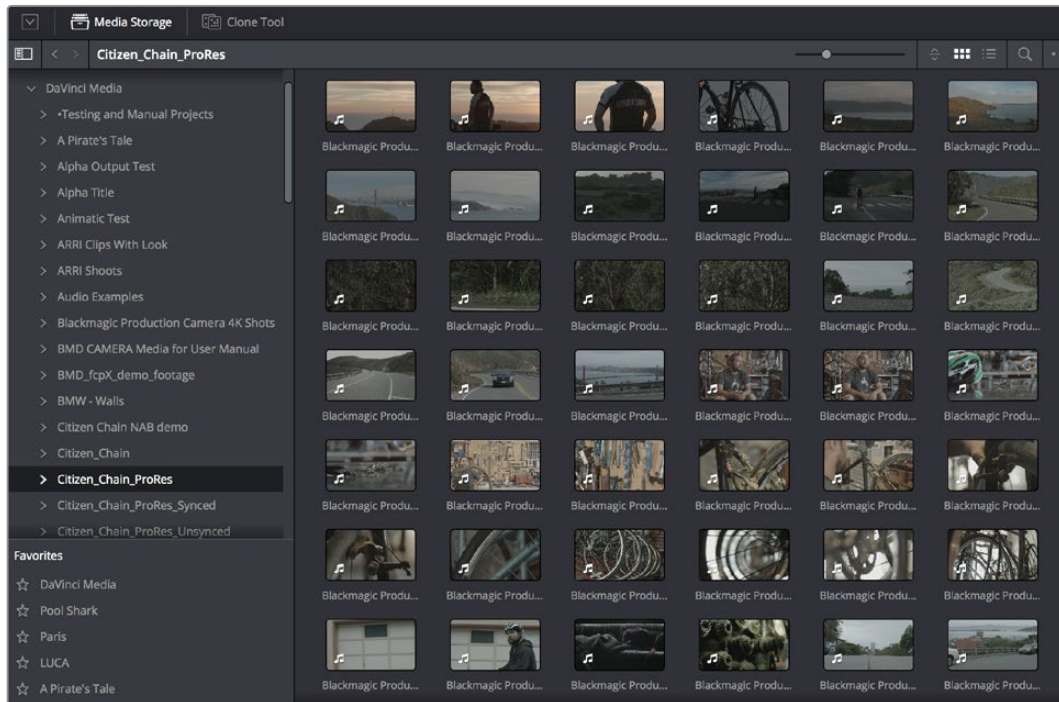 Media Storage
Clone Tool
Citizen_Chain_ProRes
DaVinci Media
•Testing and Manual Projects
A Pirate's Tale
Alpha Output Test
Alpha Title
Animatic Test
ARRI Clips With Look
ARRI Shoots
Audio Examples
Blackmagic Production Camera 4K Shots
BMD CAMERA Media for User Manual
BMD_fcpX_demo_footage
BMW - Walls
Citizen Chain NAB demo
Citizen_Chain
Citizen_Chain_ProRes
Citizen_Chain_ProRes_Synced
Citizen_Chain_ProRes_Unsynced
Favorites
DaVinci Media
Pool Shark
Paris
LUCA
A Pirate's Tale
Blackmagic Produ... Blackmagic Produ... Blackmagic Produ... Blackmagic Produ... Blackmagic Produ... Blackmagic Produ...
Blackmagic Produ... Blackmagic Produ... Blackmagic Produ... Blackmagic Produ... Blackmagic Produ... Blackmagic Produ...
Blackmagic Produ... Blackmagic Produ... Blackmagic Produ... Blackmagic Produ... Blackmagic Produ... Blackmagic Produ...
Blackmagic Produ... Blackmagic Produ... Blackmagic Produ... Blackmagic Produ... Blackmagic Produ... Blackmagic Produ...
Blackmagic Produ... Blackmagic Produ... Blackmagic Produ... Blackmagic Produ... Blackmagic Produ... Blackmagic Produ...
Blackmagic Produ... Blackmagic Produ... Blackmagic Produ... Blackmagic Produ... Blackmagic Produ... Blackmagic Produ...
Blackmagic Produ... Blackmagic Produ... Blackmagic Produ... Blackmagic Produ... Blackmagic Produ... Blackmagic Produ...